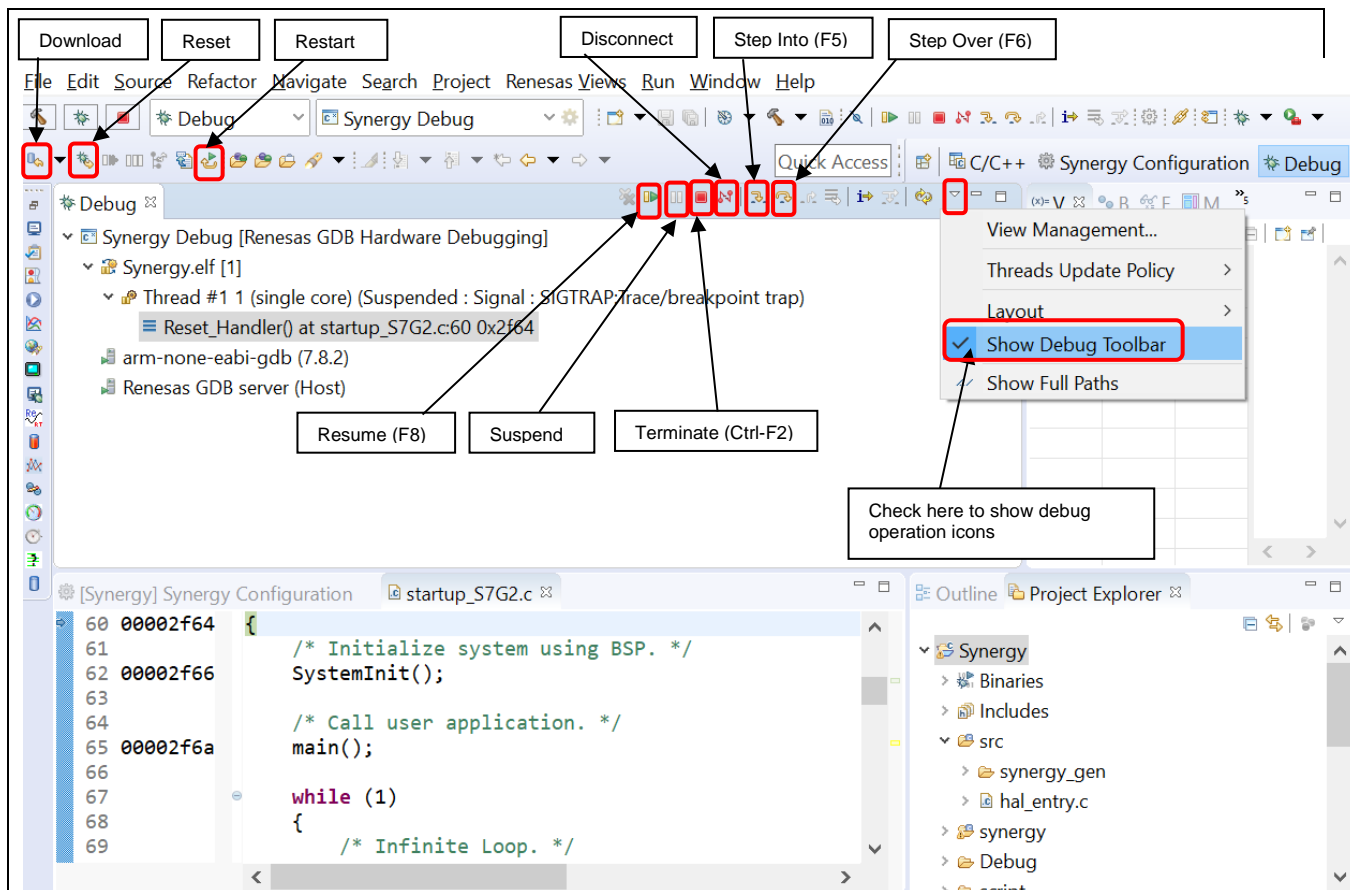 Download
Reset
Restart
Disconnect
Step Into (F5)
Step Over (F6)
File Edit Source Refactor Navigate Search Project Renesas Views Run Window Help
Debug
Synergy Debug
Quick Access
C/C++
Synergy Configuration
Debug
Debug
(x)= V
B
E
M
5
Synergy Debug [Renesas GDB Hardware Debugging]
Synergy.elf [1]
Thread #1 1 (single core) (Suspended : Signal : SIGTRAP:Trace/breakpoint trap)
Reset_Handler() at startup_S7G2.c:60 0x2f64
arm-none-eabi-gdb (7.8.2)
Renesas GDB server (Host)
View Management...
Threads Update Policy
Layout
Show Debug Toolbar
Show Full Paths
Resume (F8)
Suspend
Terminate (Ctrl-F2)
Check here to show debug
operation icons
[Synergy] Synergy Configuration
startup_S7G2.c
60 00002f64 {
61 /* Initialize system using BSP. */
62 00002f66 SystemInit();
63
64 /* Call user application. */
65 00002f6a main();
66
67 while (1)
68 {
69 /* Infinite Loop. */
Outline
Project Explorer
Synergy
Binaries
Includes
src
synergy_gen
hal_entry.c
synergy
Debug
script